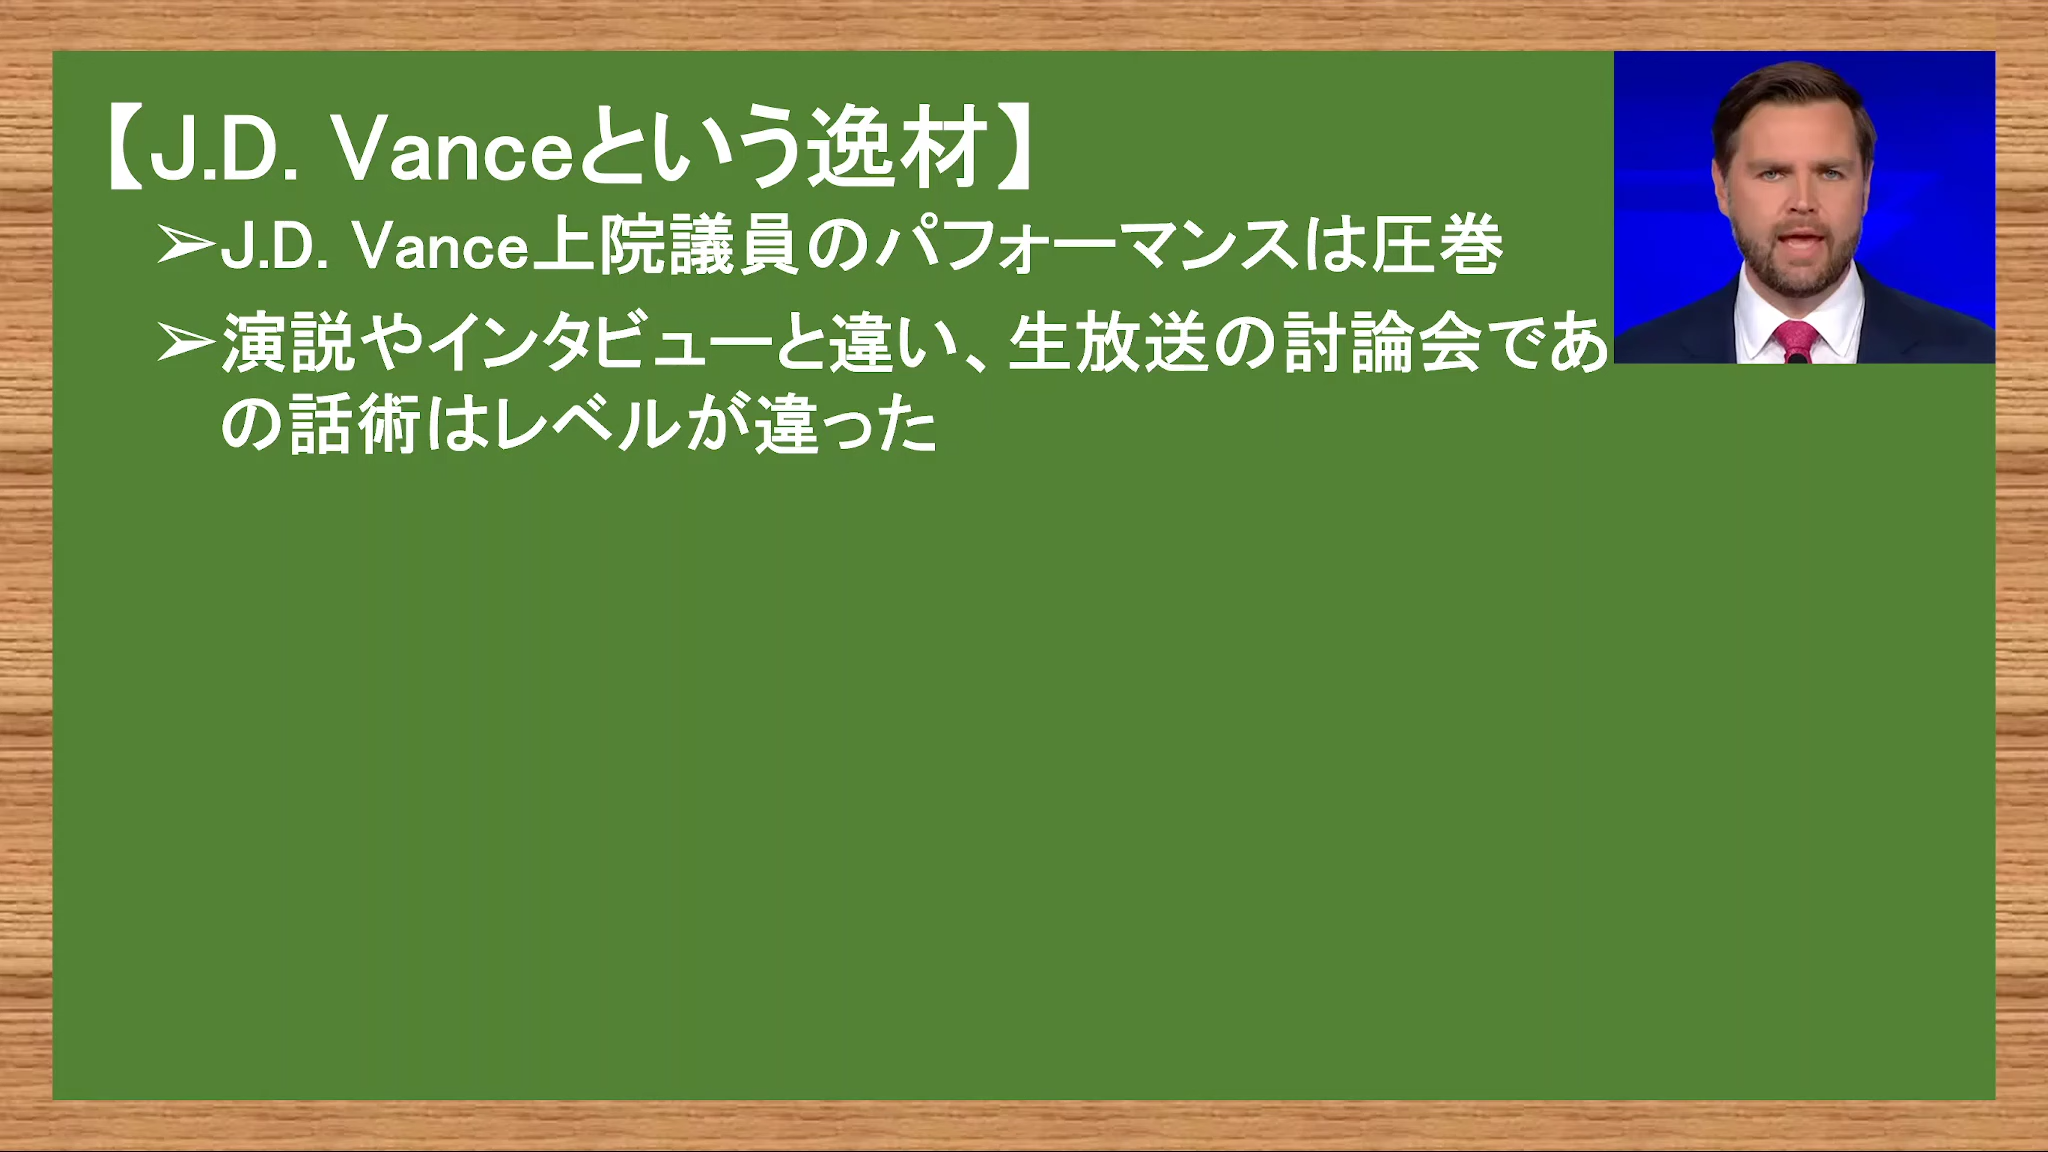 【J.D. Vanceという逸材】
➢J.D. Vance上院議員のパフォーマンスは圧巻
➢演説やインタビューと違い、生放送の討論会であ
の話術はレベルが違った